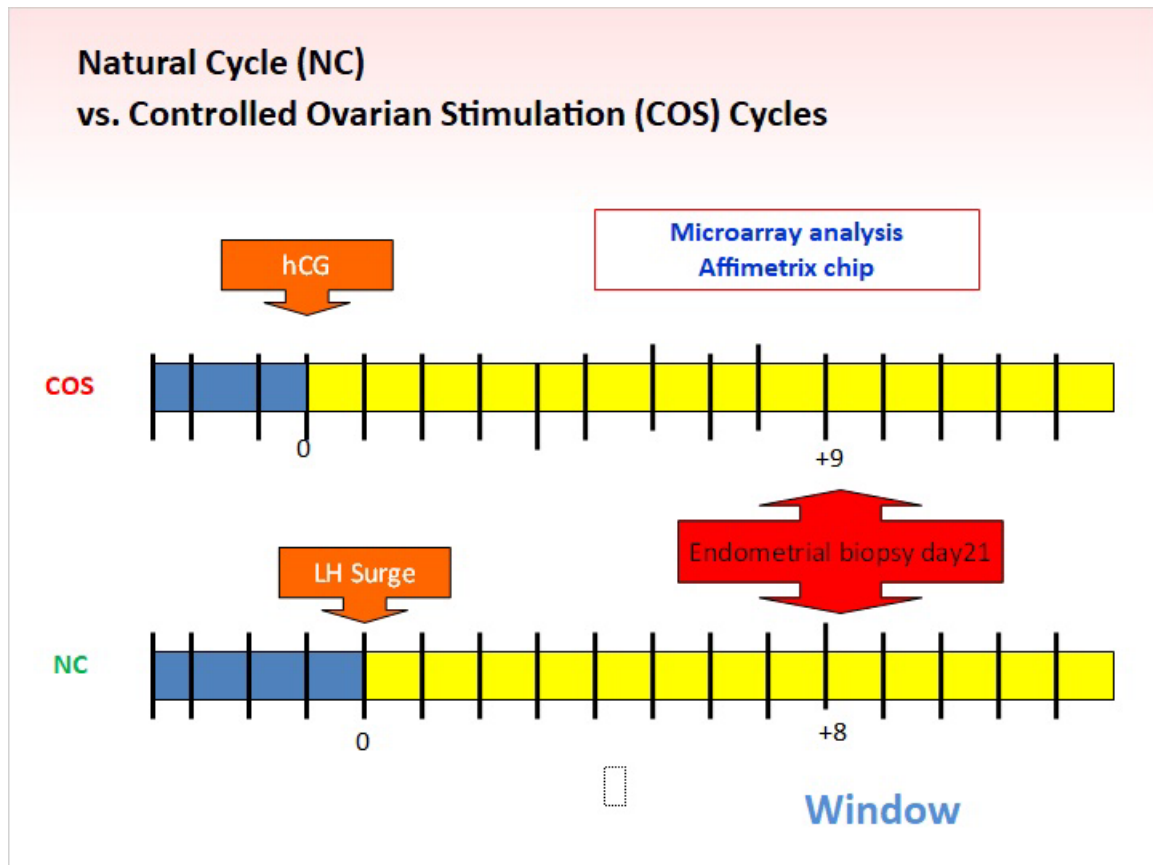 Natural Cycle (NC)
vs. Controlled Ovarian Stimulation (COS) Cycles
Microarray analysis
Affimetrix chip
hCG
COS
0
+9
Endometrial biopsy day21
LH Surge
NC
0
+8
Window